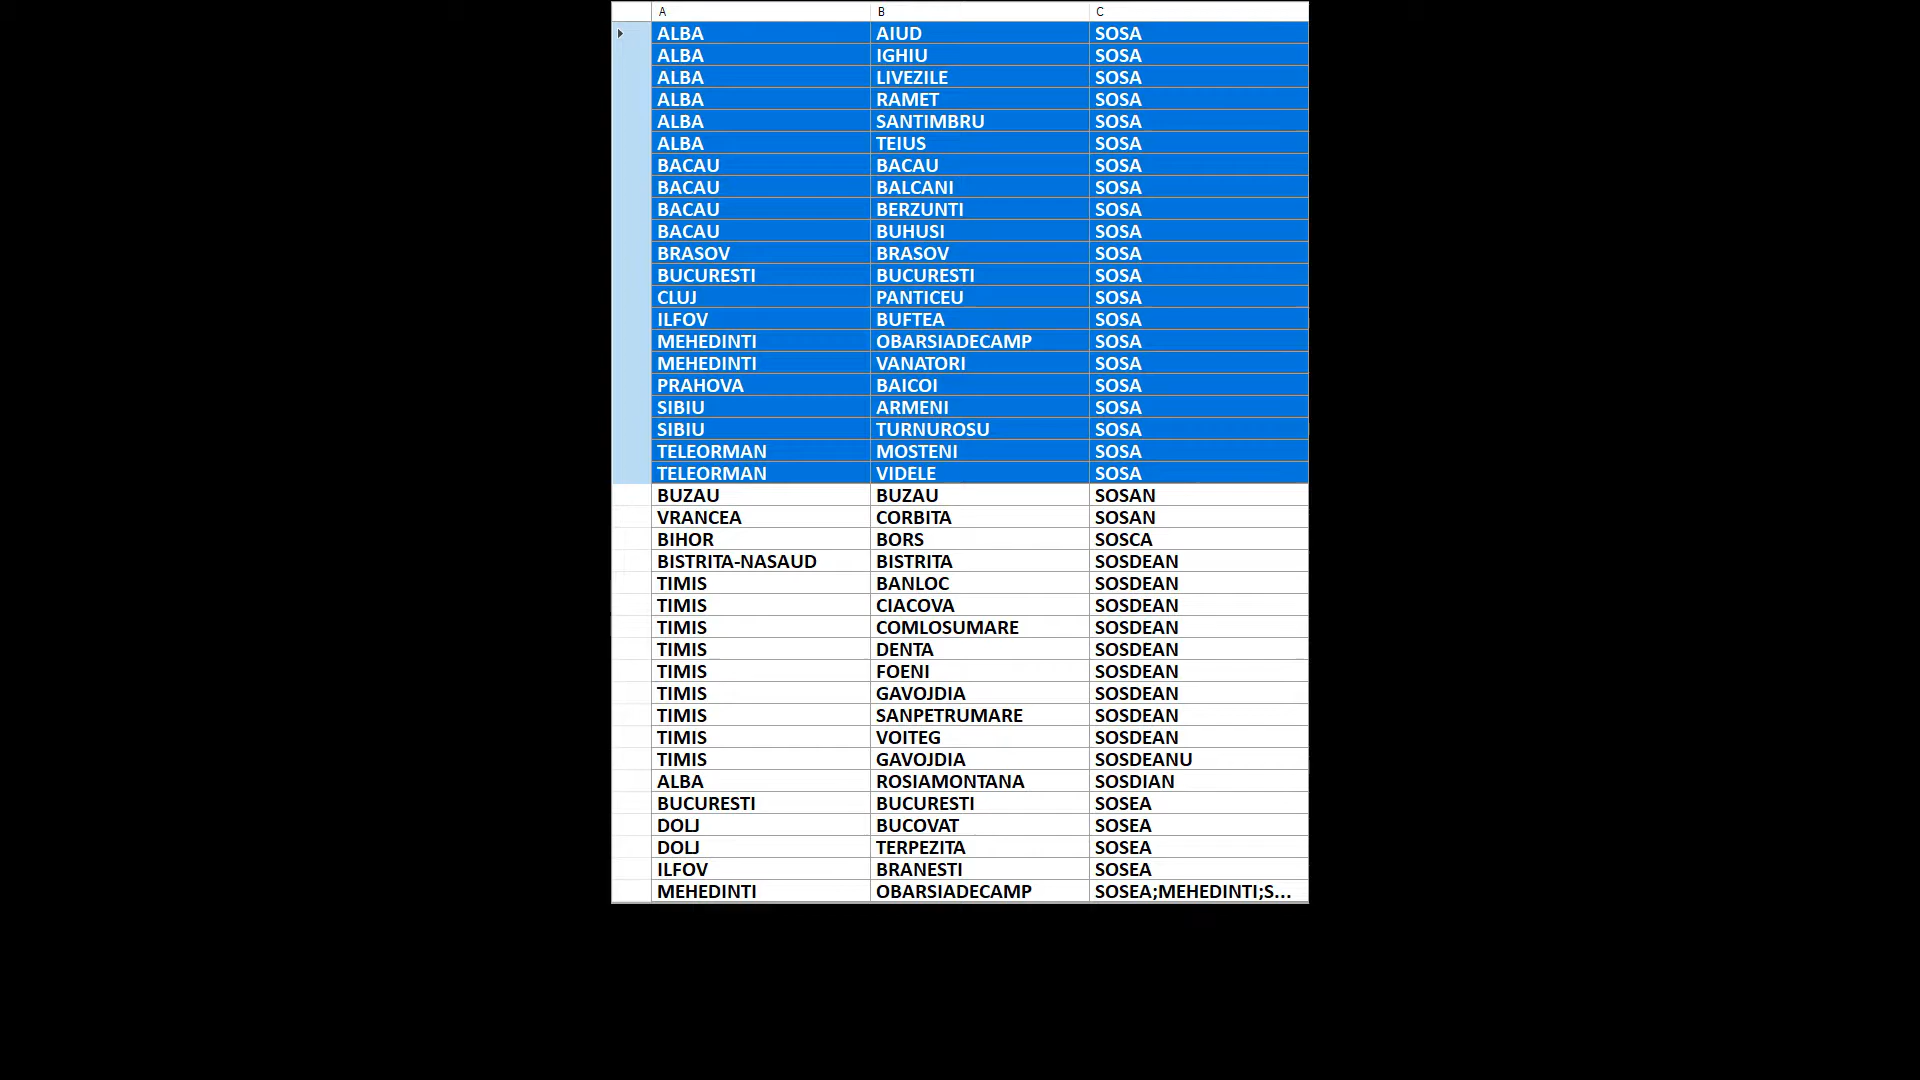 A B C
ALBA AIUD SOSA
ALBA IGHIU SOSA
ALBA LIVEZILE SOSA
ALBA RAMET SOSA
ALBA SANTIMBRU SOSA
ALBA TEIUS SOSA
BACAU BACAU SOSA
BACAU BALCANI SOSA
BACAU BERZUNTI SOSA
BACAU BUHUSI SOSA
BRASOV BRASOV SOSA
BUCURESTI BUCURESTI SOSA
CLUJ PANTICEU SOSA
ILFOV BUFTEA SOSA
MEHEDINTI OBARSIADECAMP SOSA
MEHEDINTI VANATORI SOSA
PRAHOVA BAICOI SOSA
SIBIU ARMENI SOSA
SIBIU TURNUROSU SOSA
TELEORMAN MOSTENI SOSA
TELEORMAN VIDELE SOSA
BUZAU BUZAU SOSAN
VRANCEA CORBITA SOSAN
BIHOR BORS SOSCA
BISTRITA-NASAUD BISTRITA SOSDEAN
TIMIS BANLOC SOSDEAN
TIMIS CIACOVA SOSDEAN
TIMIS COMLOSUMARE SOSDEAN
TIMIS DENTA SOSDEAN
TIMIS FOENI SOSDEAN
TIMIS GAVOJDIA SOSDEAN
TIMIS SANPETRUMARE SOSDEAN
TIMIS VOITEG SOSDEAN
TIMIS GAVOJDIA SOSDEANU
ALBA ROSIAMONTANA SOSDIAN
BUCURESTI BUCURESTI SOSEA
DOLJ BUCOVAT SOSEA
DOLJ TERPEZITA SOSEA
ILFOV BRANESTI SOSEA
MEHEDINTI OBARSIADECAMP SOSEA;MEHEDINTI;S...